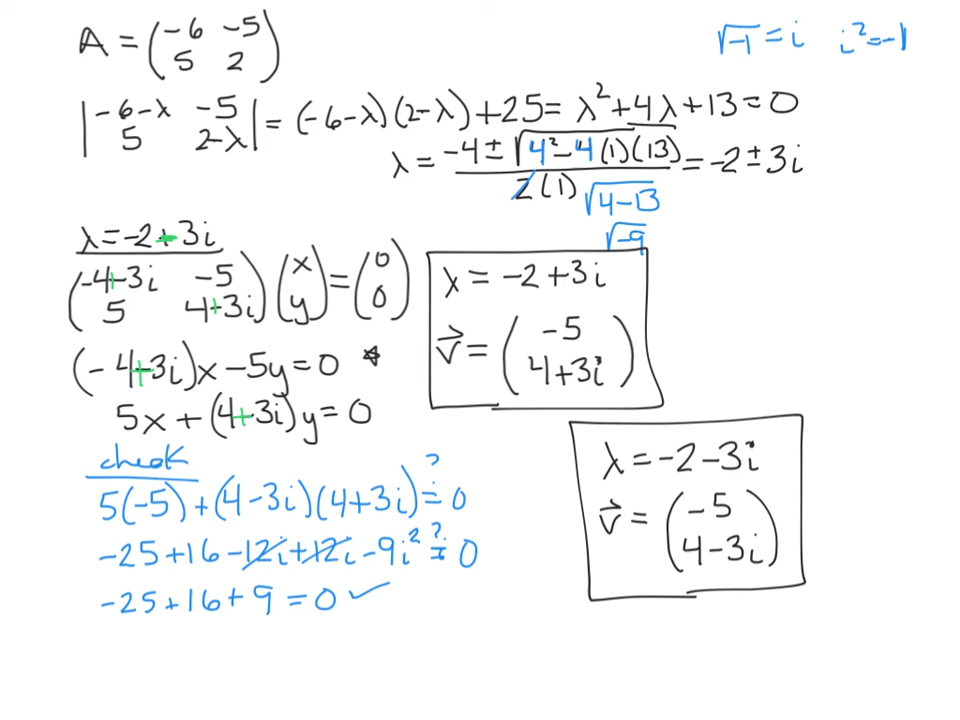 A = (-6 -5
5 2)
√-1 = i i²=-1
|-6-λ -5
5 2-λ| = (-6-λ)(2-λ)+25 = λ²+4λ+13=0
λ = (-4 ± √(4²-4(1)(13)))/(2(1)) = -2 ± 3i
√4-13
√-9
λ=-2+3i
(-4+3i -5
5 4+3i)(x
y)=(0
0)
(-4+3i)x-5y=0 *
5x+(4+3i)y=0
λ = -2+3i
v⃗ = (-5
4+3i)
check
5(-5)+(4-3i)(4+3i)≟0
-25+16-12i+12i-9i²≟0
-25+16+9=0 ✓
λ=-2-3i
v⃗ = (-5
4-3i)